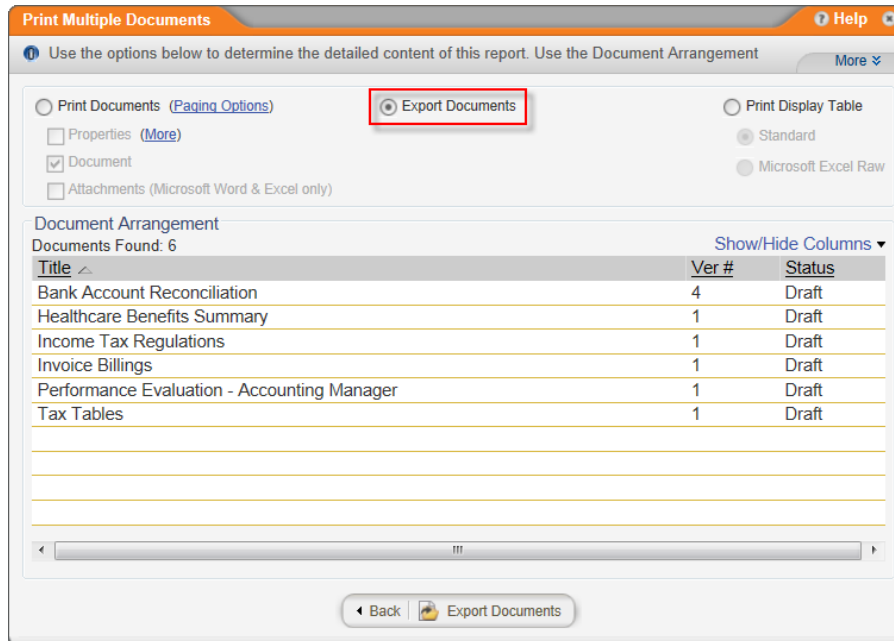 Print Multiple Documents Help
Use the options below to determine the detailed content of this report. Use the Document Arrangement More
Print Documents (Paging Options) Export Documents Print Display Table
Properties (More) Standard
Document Microsoft Excel Raw
Attachments (Microsoft Word & Excel only)
Document Arrangement
Documents Found: 6 Show/Hide Columns
Title Ver # Status
Bank Account Reconciliation 4 Draft
Healthcare Benefits Summary 1 Draft
Income Tax Regulations 1 Draft
Invoice Billings 1 Draft
Performance Evaluation - Accounting Manager 1 Draft
Tax Tables 1 Draft
Back Export Documents